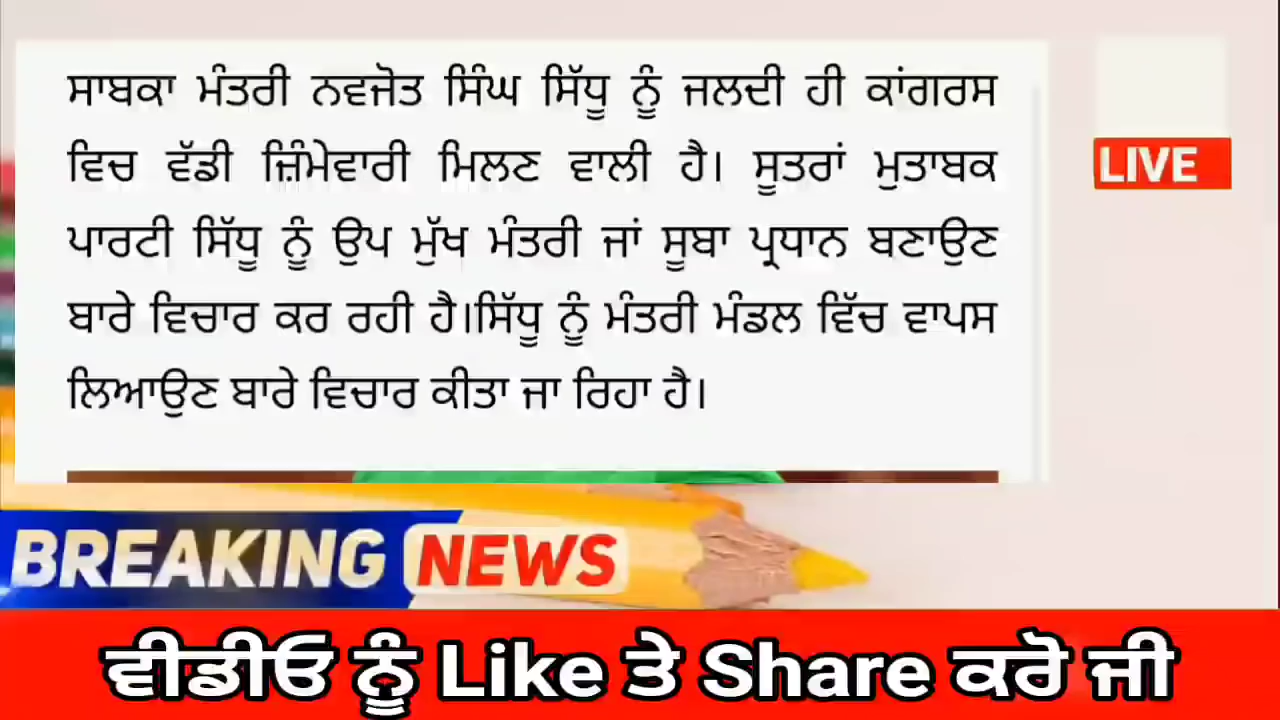 ਸਾਬਕਾ ਮੰਤਰੀ ਨਵਜੋਤ ਸਿੰਘ ਸਿੱਧੂ ਨੂੰ ਜਲਦੀ ਹੀ ਕਾਂਗਰਸ
ਵਿਚ ਵੱਡੀ ਜ਼ਿੰਮੇਵਾਰੀ ਮਿਲਣ ਵਾਲੀ ਹੈ। ਸੂਤਰਾਂ ਮੁਤਾਬਕ
ਪਾਰਟੀ ਸਿੱਧੂ ਨੂੰ ਉਪ ਮੁੱਖ ਮੰਤਰੀ ਜਾਂ ਸੂਬਾ ਪ੍ਰਧਾਨ ਬਣਾਉਣ
ਬਾਰੇ ਵਿਚਾਰ ਕਰ ਰਹੀ ਹੈ।ਸਿੱਧੂ ਨੂੰ ਮੰਤਰੀ ਮੰਡਲ ਵਿੱਚ ਵਾਪਸ
ਲਿਆਉਣ ਬਾਰੇ ਵਿਚਾਰ ਕੀਤਾ ਜਾ ਰਿਹਾ ਹੈ।
LIVE
BREAKING NEWS
ਵੀਡੀਓ ਨੂੰ Like ਤੇ Share ਕਰੋ ਜੀ